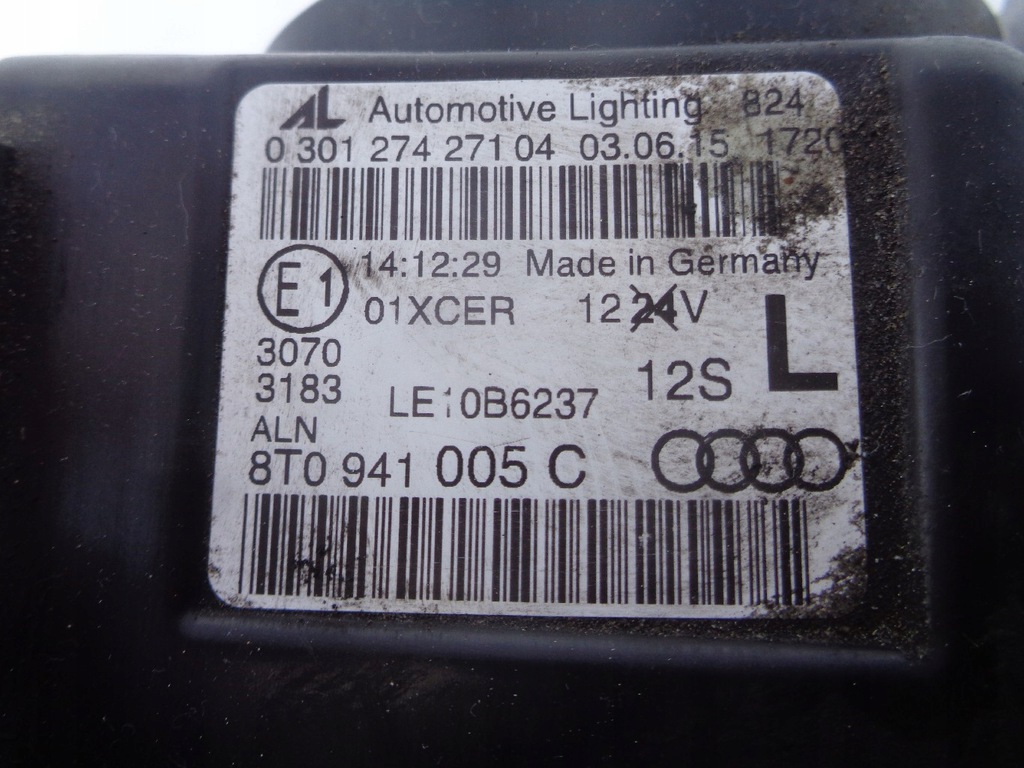 AL Automotive Lighting 824
0 301 274 271 04 03.06.15 1720
E1 14:12:29 Made in Germany
01XCER 12 24V L
3070
3183 LE10B6237 12S
ALN
8T0 941 005 C